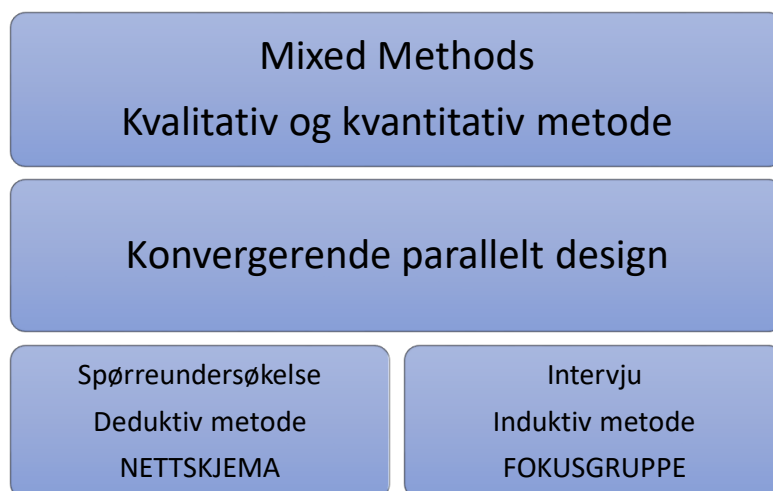 Mixed Methods
Kvalitativ og kvantitativ metode
Konvergerende parallelt design
Spørreundersøkelse
Deduktiv metode
NETTSKJEMA
Intervju
Induktiv metode
FOKUSGRUPPE